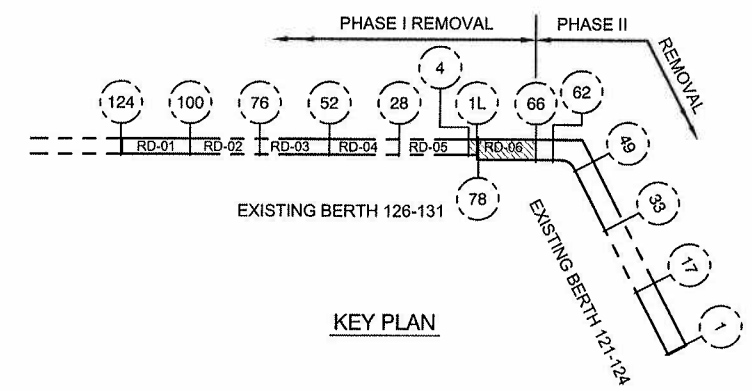 PHASE I REMOVAL
PHASE II
REMOVAL
4
124
100
76
52
28
1L
66
62
RD-01
RD-02
RD-03
RD-04
RD-05
RD-06
49
78
EXISTING BERTH 126-131
33
EXISTING BERTH 121-124
17
KEY PLAN
1